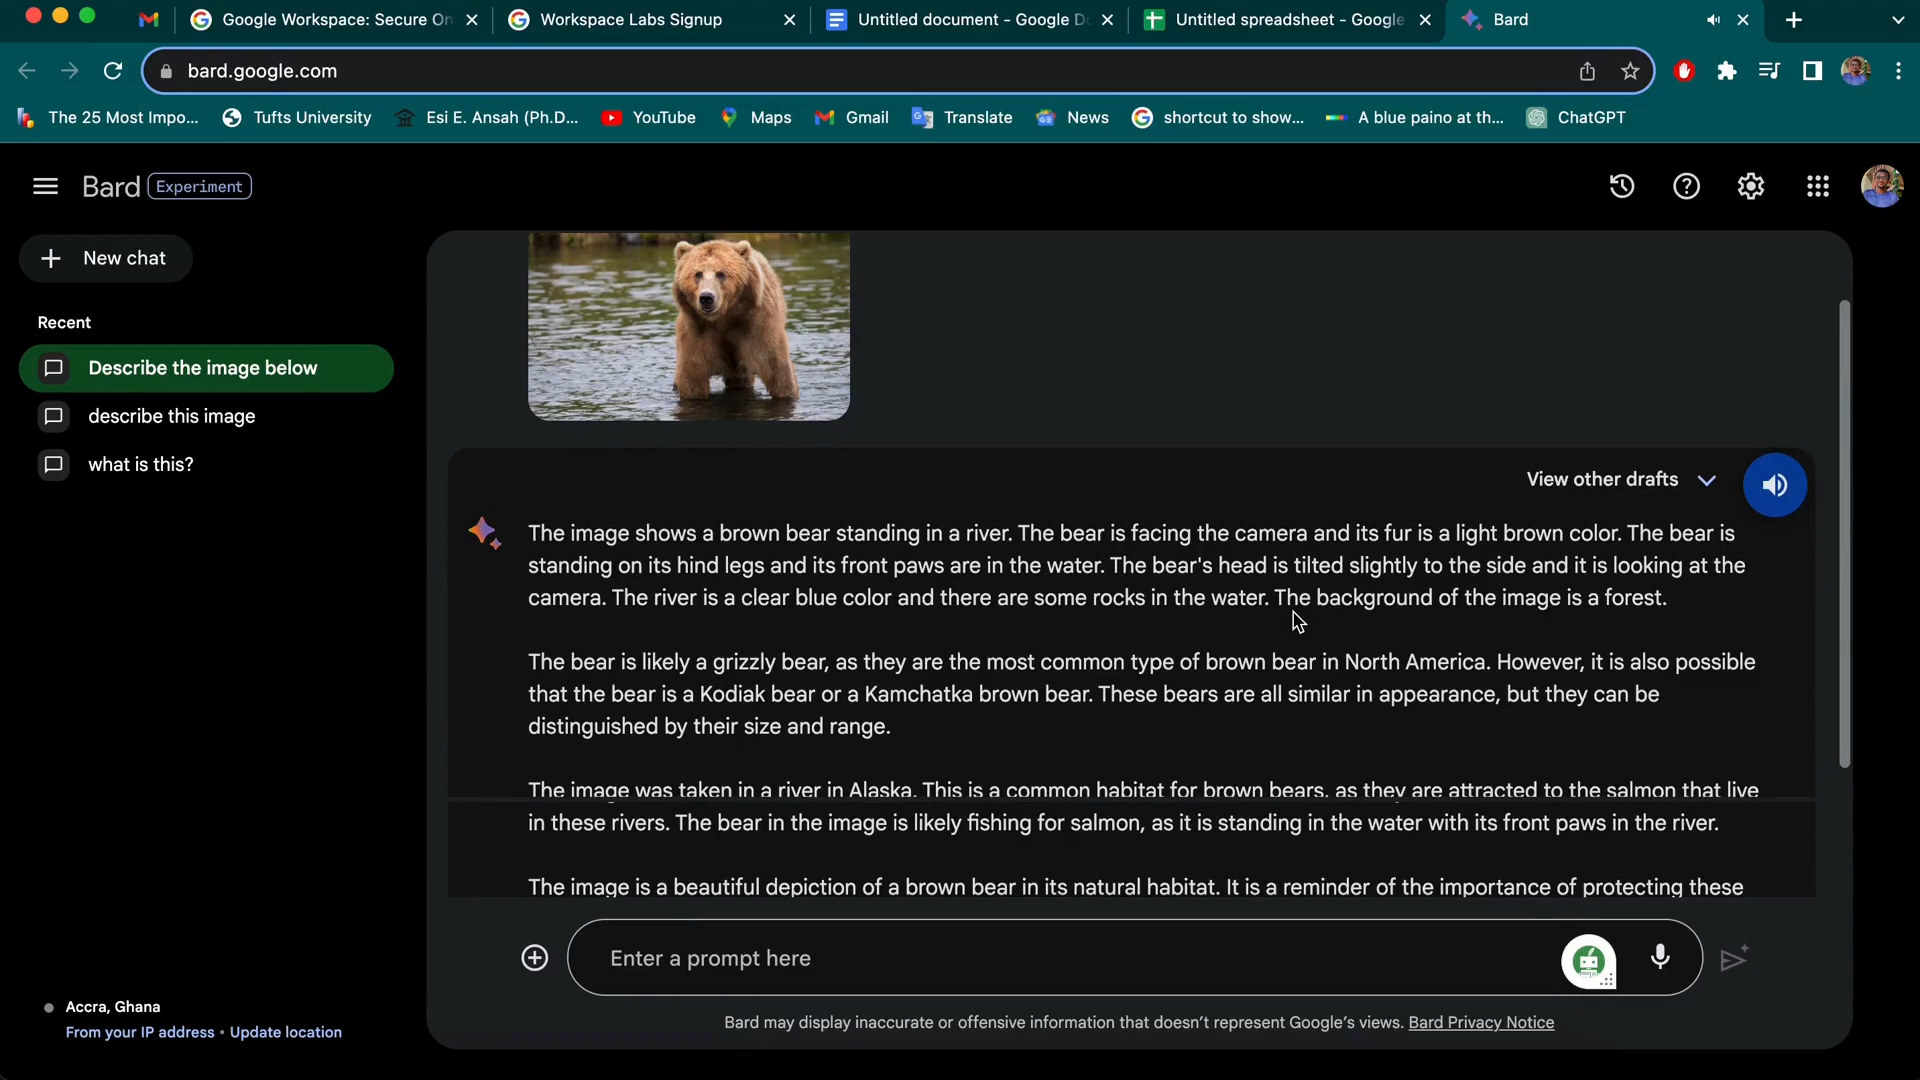 Google Workspace: Secure On
Workspace Labs Signup
Untitled document - Google D
Untitled spreadsheet - Google
Bard
bard.google.com
The 25 Most Impo...
Tufts University
Esi E. Ansah (Ph.D...
YouTube
Maps
Gmail
Translate
News
shortcut to show...
A blue paino at th...
ChatGPT
Bard
Experiment
New chat
Recent
Describe the image below
describe this image
what is this?
View other drafts
The image shows a brown bear standing in a river. The bear is facing the camera and its fur is a light brown color. The bear is
standing on its hind legs and its front paws are in the water. The bear's head is tilted slightly to the side and it is looking at the
camera. The river is a clear blue color and there are some rocks in the water. The background of the image is a forest.
The bear is likely a grizzly bear, as they are the most common type of brown bear in North America. However, it is also possible
that the bear is a Kodiak bear or a Kamchatka brown bear. These bears are all similar in appearance, but they can be
distinguished by their size and range.
The image was taken in a river in Alaska. This is a common habitat for brown bears, as they are attracted to the salmon that live
in these rivers. The bear in the image is likely fishing for salmon, as it is standing in the water with its front paws in the river.
The image is a beautiful depiction of a brown bear in its natural habitat. It is a reminder of the importance of protecting these
Enter a prompt here
Bard may display inaccurate or offensive information that doesn't represent Google's views. Bard Privacy Notice
Accra, Ghana
From your IP address • Update location